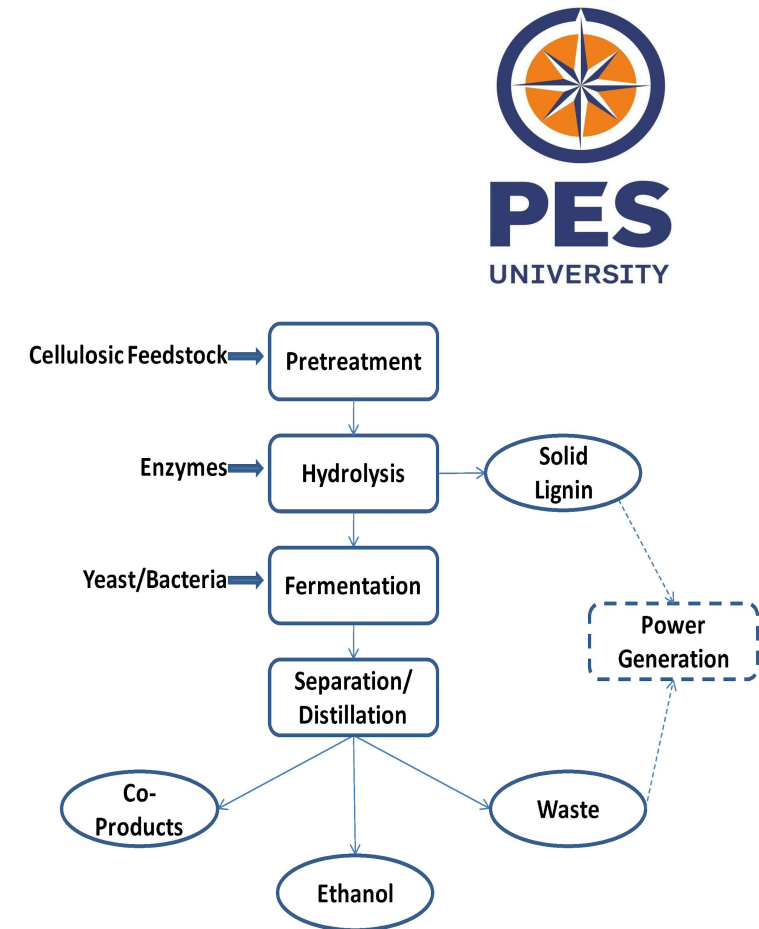 PES
UNIVERSITY
Cellulosic Feedstock
Pretreatment
Enzymes
Hydrolysis
Solid
Lignin
Yeast/Bacteria
Fermentation
Power
Generation
Separation/
Distillation
Co-
Products
Waste
Ethanol